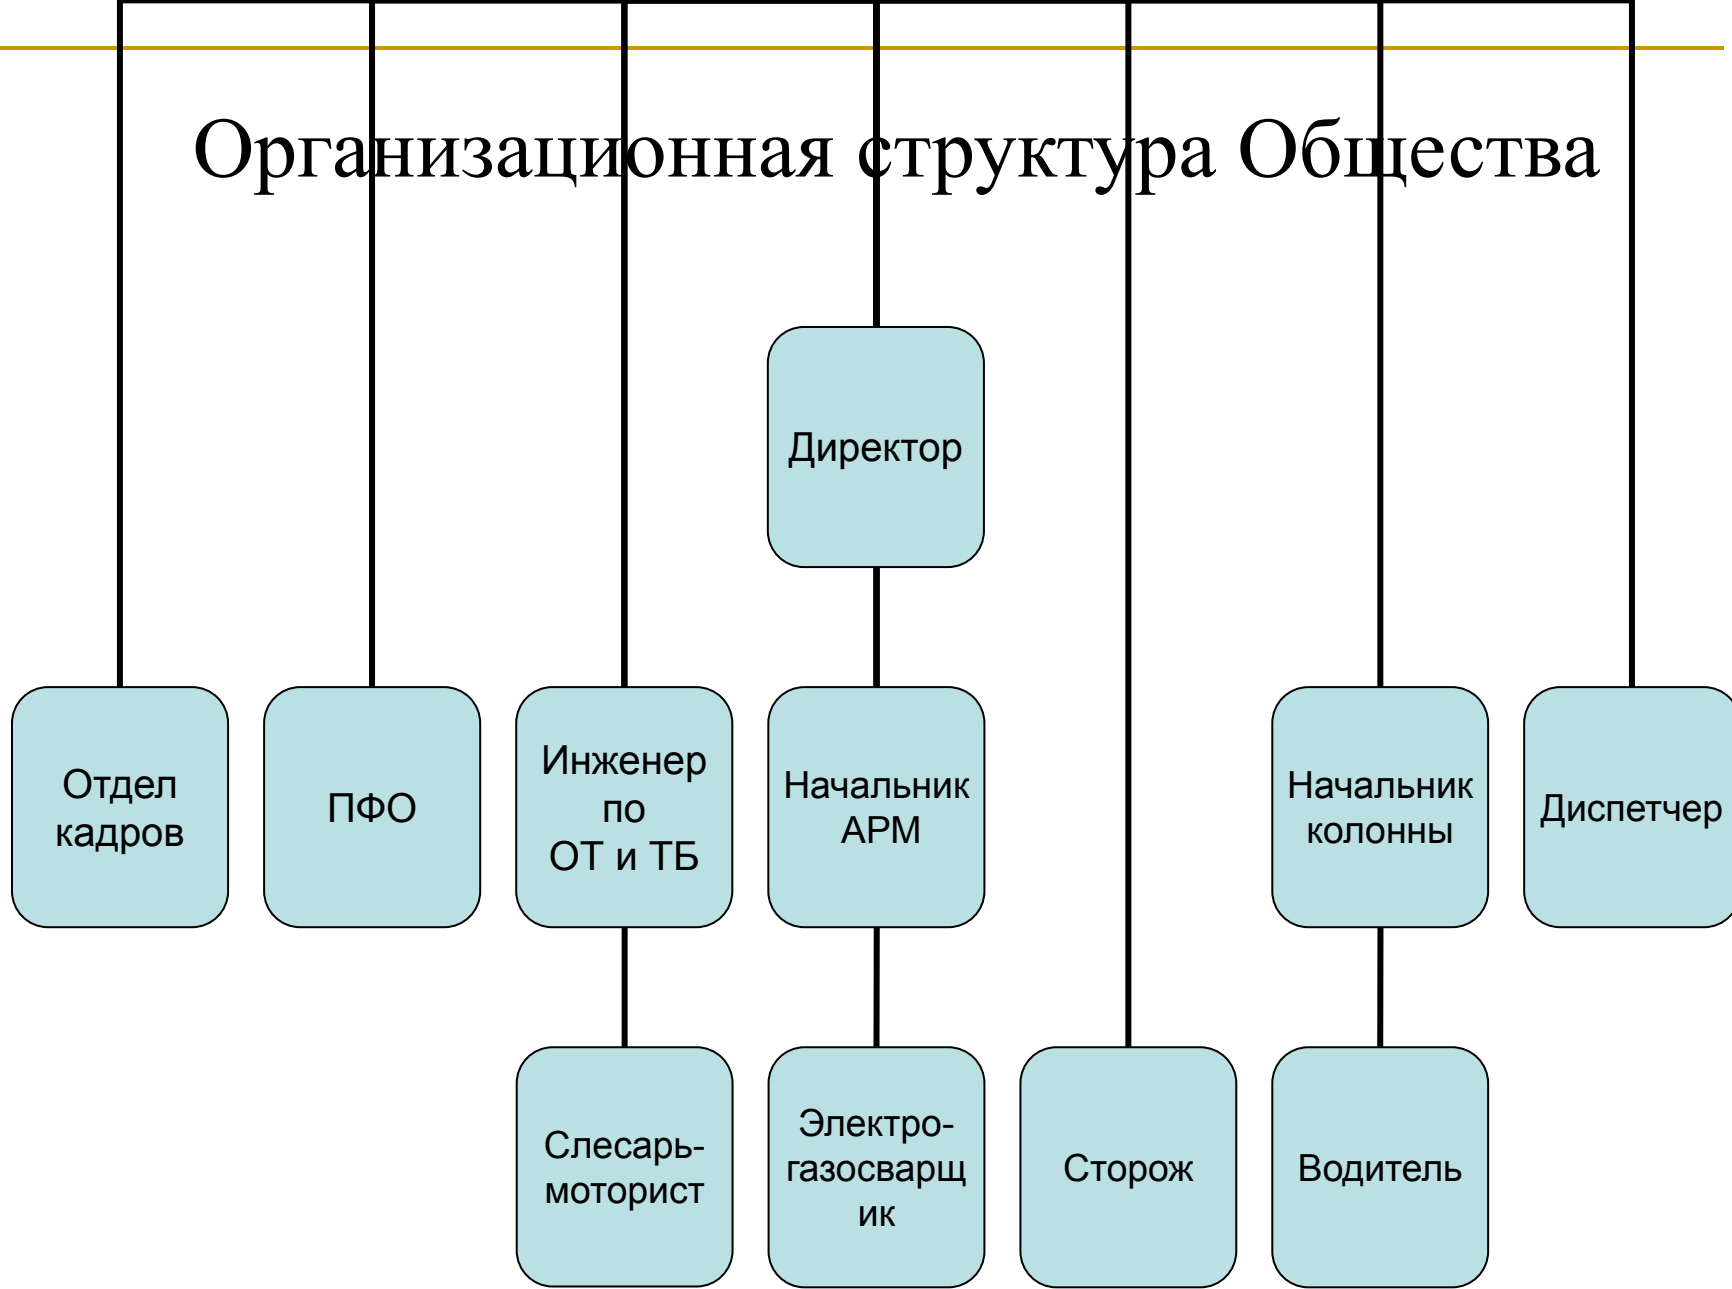 Организационная структура Общества
Директор
Отдел
кадров
ПФО
Инженер
по
ОТ и ТБ
Начальник
АРМ
Начальник
колонны
Диспетчер
Слесарь-
моторист
Электро-
газосварщ
ик
Сторож
Водитель